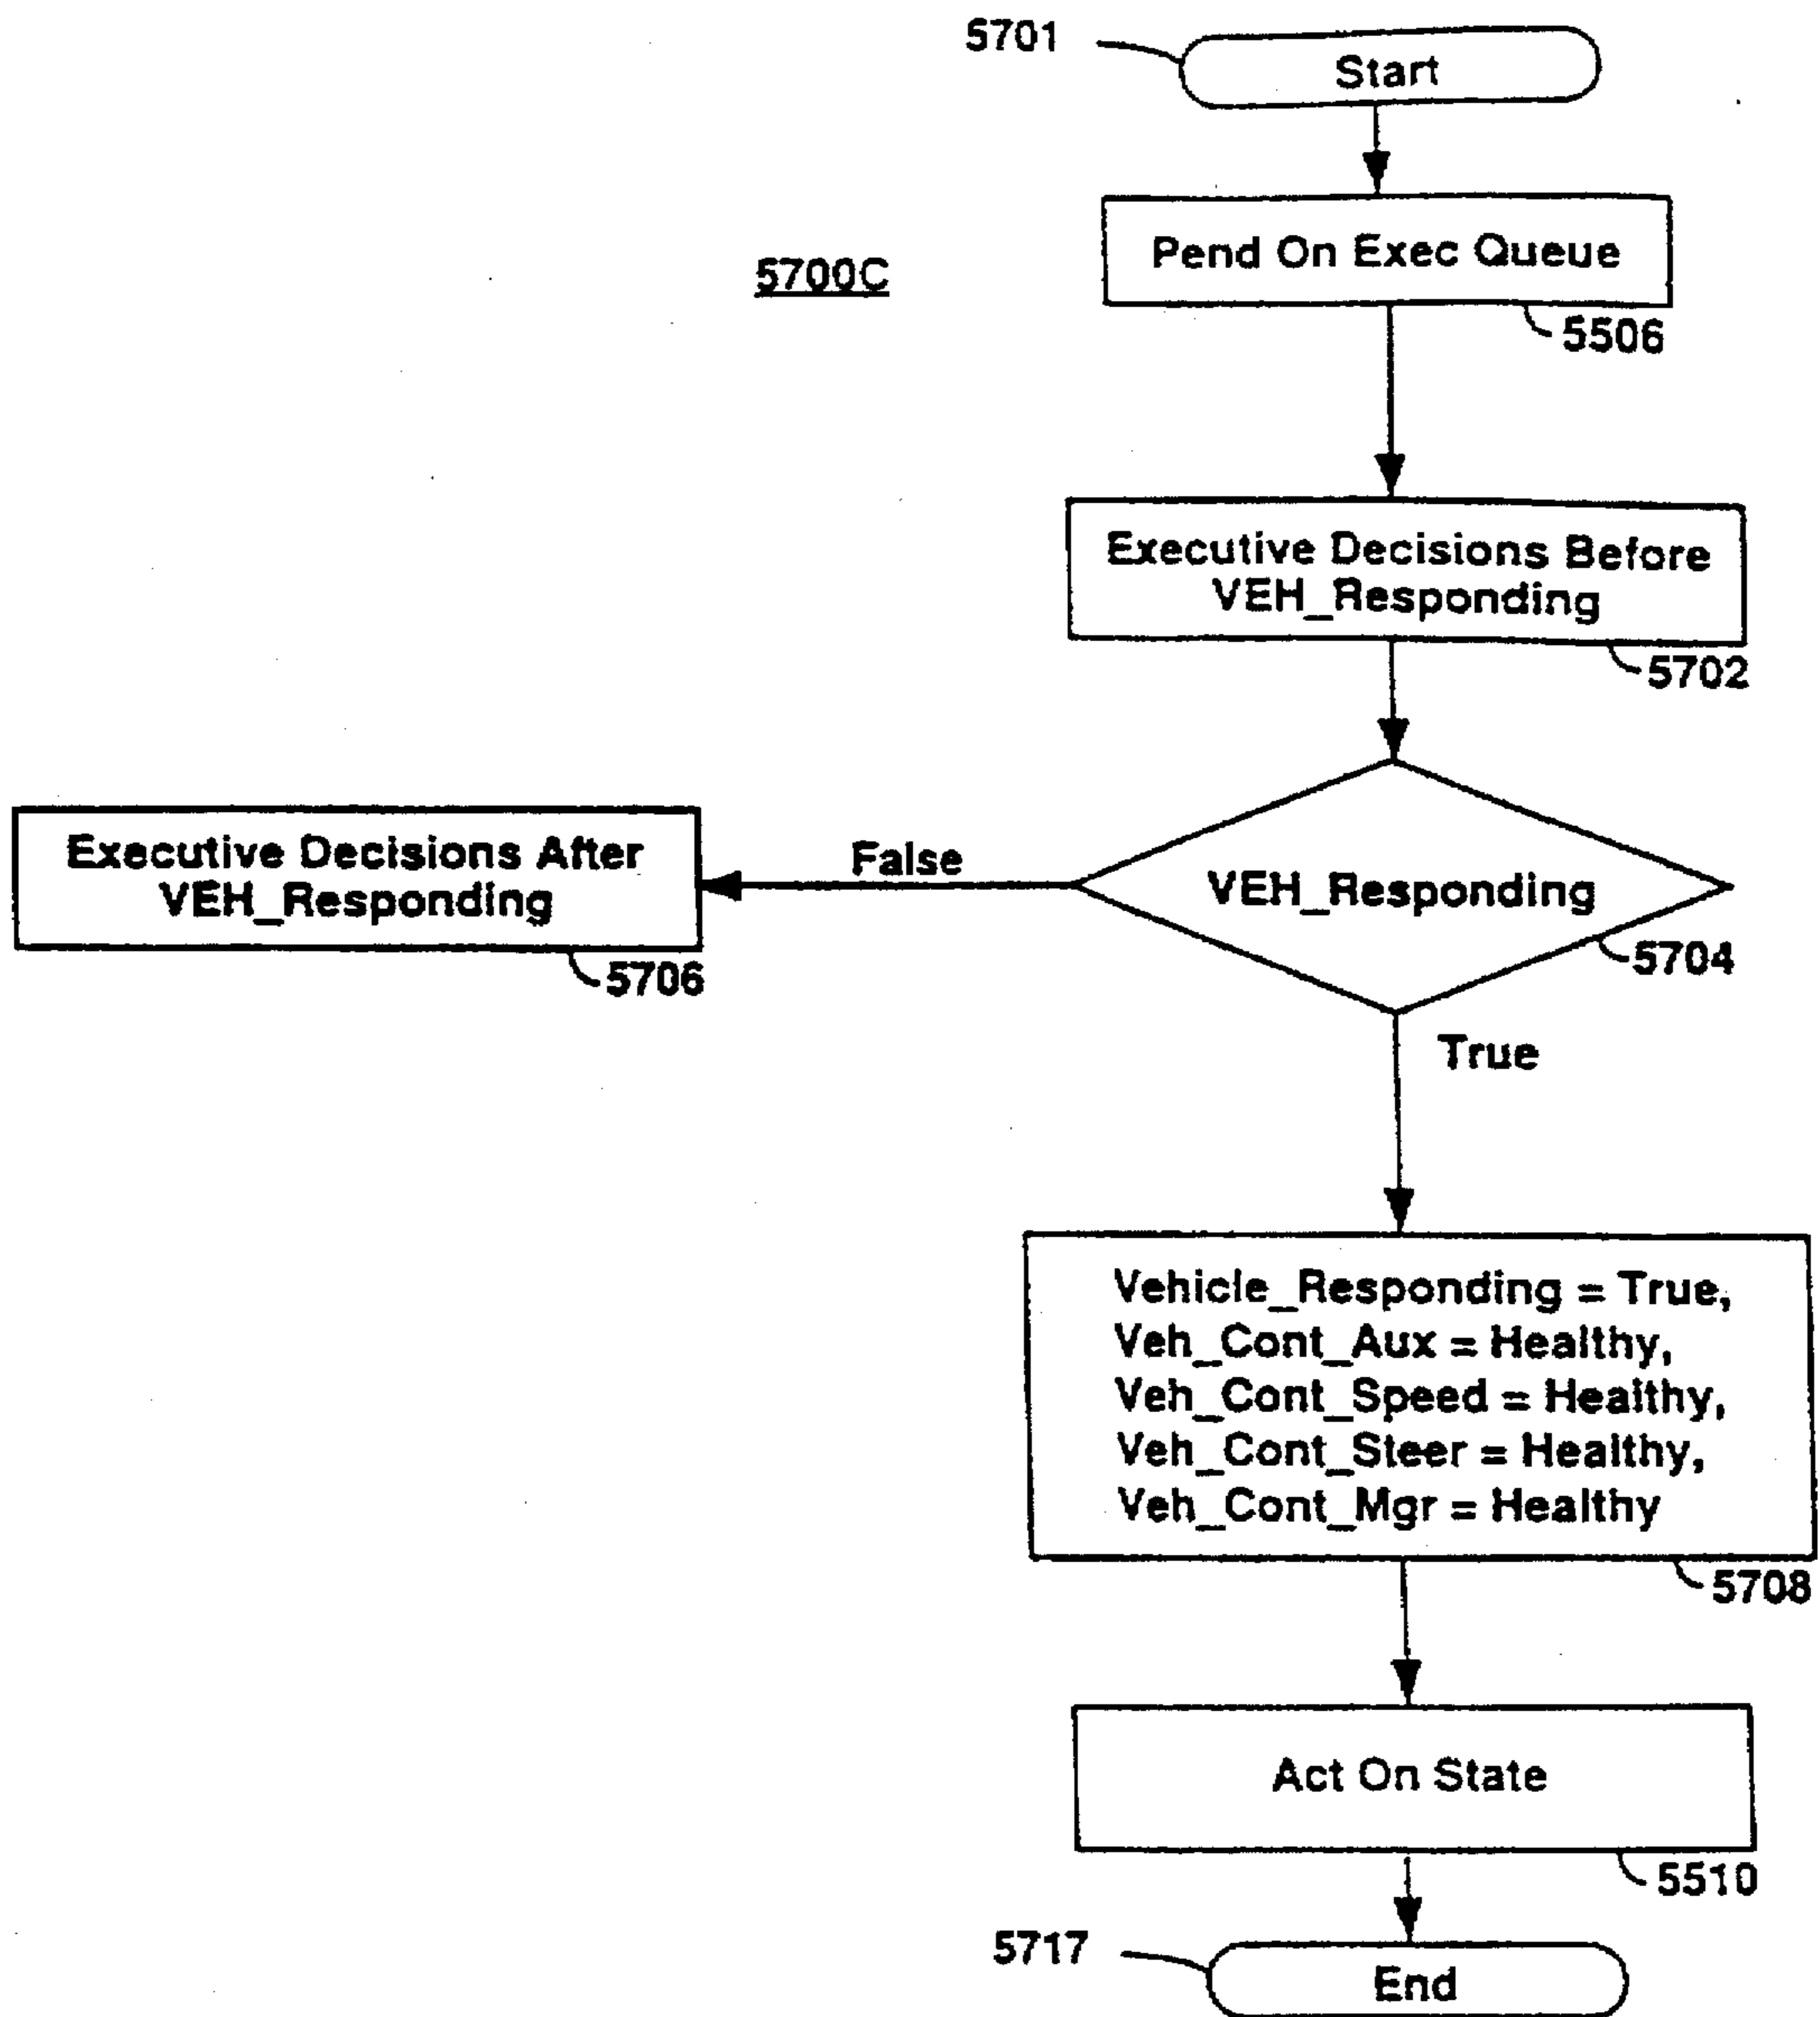 5701
Start
Pend On Exec Queue
5700C
5506
Executive Decisions Before
VEH_Responding
5702
Executive Decisions After
VEH_Responding
False
VEH_Responding
5706
5704
True
Vehicle_Responding = True,
Veh_Cont_Aux = Healthy,
Veh_Cont_Speed = Healthy,
Veh_Cont_Steer = Healthy,
Veh_Cont_Mgr = Healthy
5708
Act On State
5510
5717
End